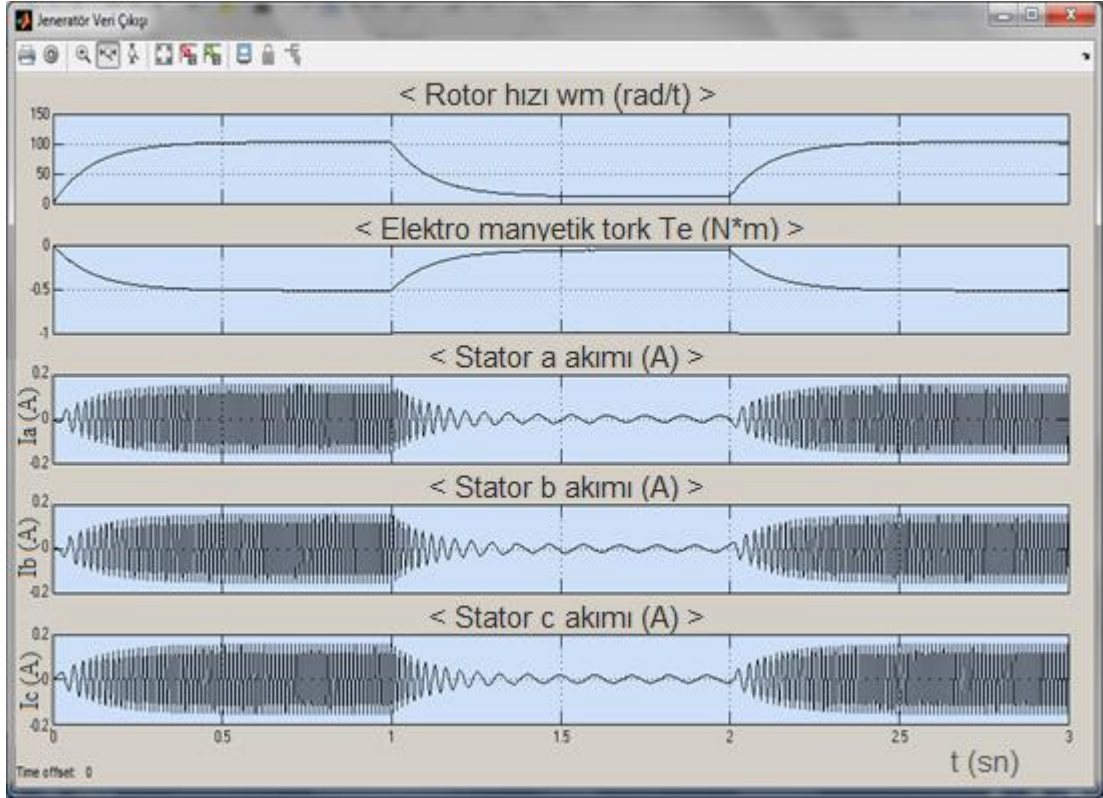 Jeneratör Veri Çıkışı
< Rotor hızı wm (rad/t) >
150
100
50
0
< Elektro manyetik tork Te (N*m) >
0
-0.5
-1
< Stator a akımı (A) >
0.2
0
-0.2
Ia (A)
< Stator b akımı (A) >
0.2
0
-0.2
Ib (A)
< Stator c akımı (A) >
0.2
0
-0.2
Ic (A)
0 0.5 1 1.5 2 2.5 3
t (sn)
Time offset: 0